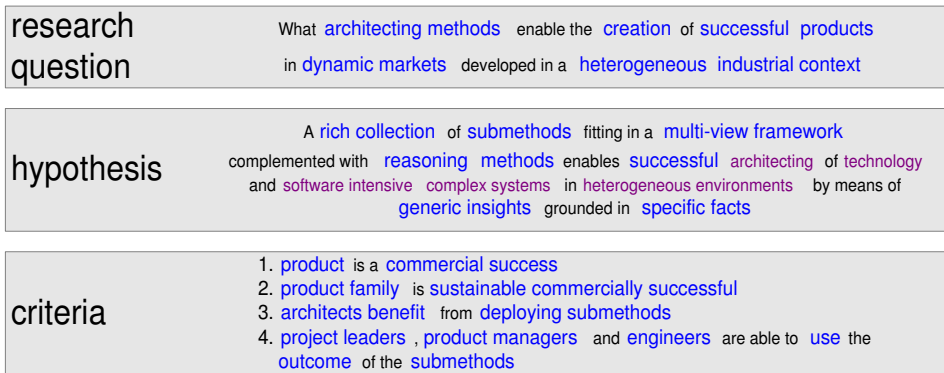 research
question
What architecting methods enable the creation of successful products
in dynamic markets developed in a heterogeneous industrial context
hypothesis
A rich collection of submethods fitting in a multi-view framework
complemented with reasoning methods enables successful architecting of technology
and software intensive complex systems in heterogeneous environments by means of
generic insights grounded in specific facts
criteria
1. product is a commercial success
2. product family is sustainable commercially successful
3. architects benefit from deploying submethods
4. project leaders , product managers and engineers are able to use the
outcome of the submethods